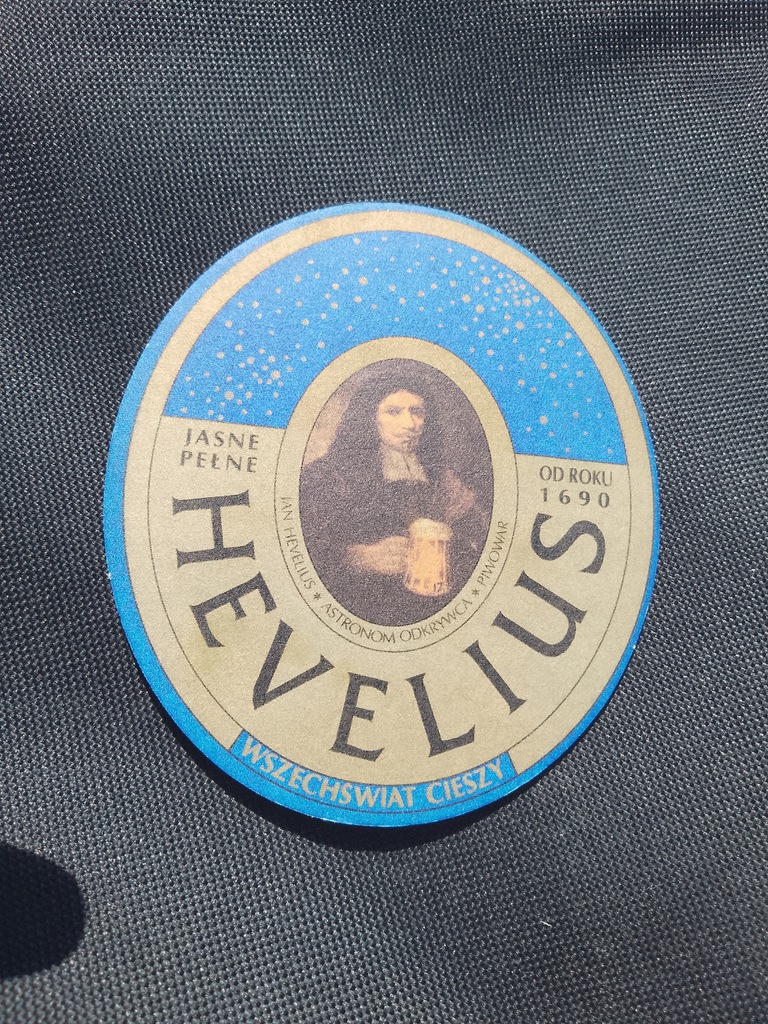 JASNE
PEŁNE
OD ROKU
1690
JAN HEVELIUS * ASTRONOM ODKRYWCA * PIWOWAR
HEVELIUS
WSZECHSWIAT CIESZY